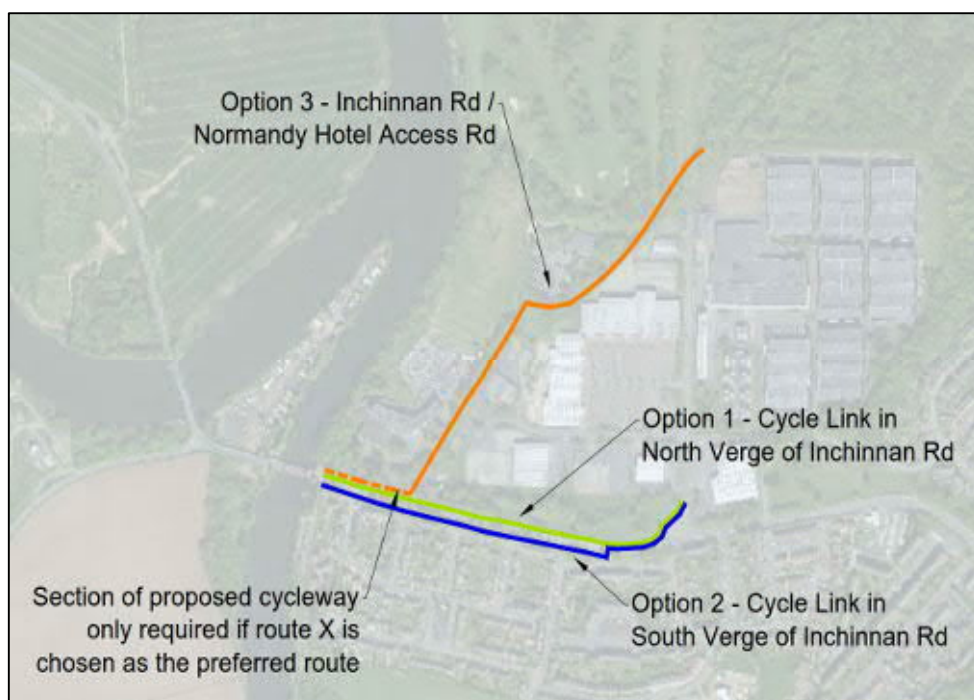 Option 3 - Inchinnan Rd /
Normandy Hotel Access Rd
Option 1 - Cycle Link in
North Verge of Inchinnan Rd
Section of proposed cycleway
only required if route X is
chosen as the preferred route
Option 2 - Cycle Link in
South Verge of Inchinnan Rd